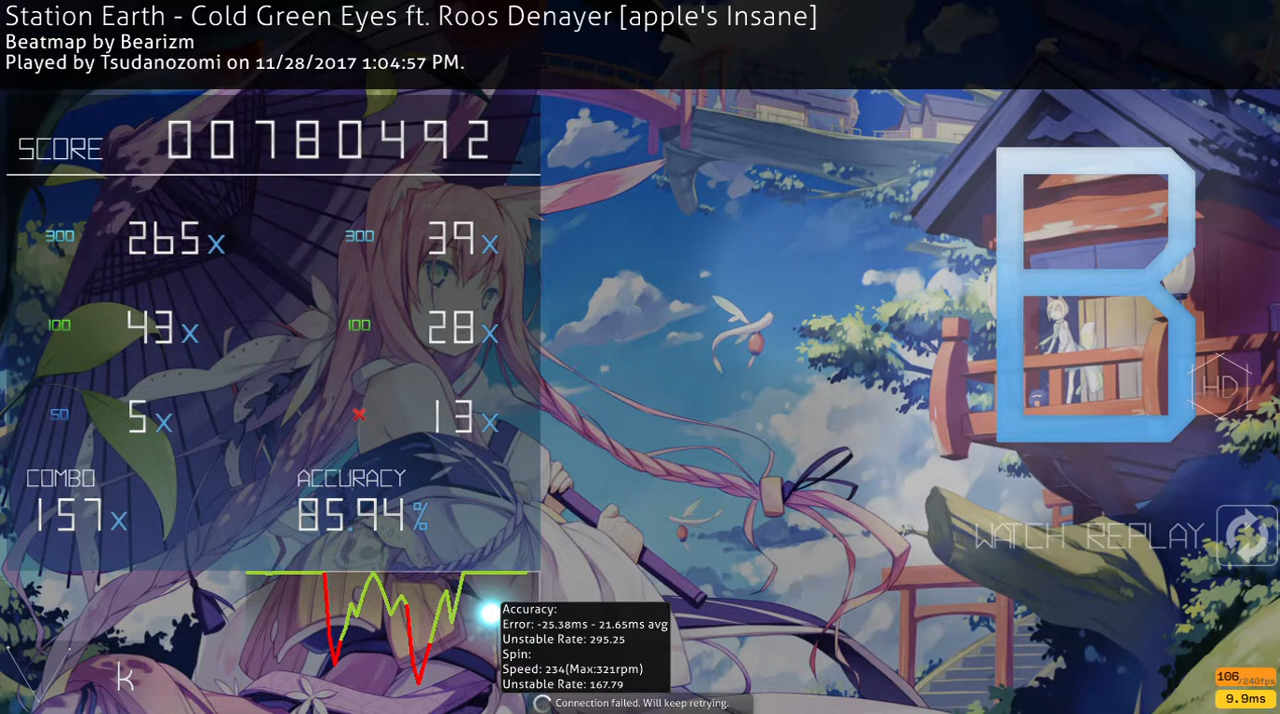 Station Earth - Cold Green Eyes ft. Roos Denayer [apple's Insane]
Beatmap by Bearizm
Played by Tsudanozomi on 11/28/2017 1:04:57 PM.
SCORE 00780492
300 265x 300 39x
100 43x 100 28x
50 5x × 13x
COMBO ACCURACY
157x 85.94%
B
HD
WATCH REPLAY
k
Accuracy:
Error: -25.38ms - 21.65ms avg
Unstable Rate: 295.25
Spin:
Speed: 234(Max:321rpm)
Unstable Rate: 167.79
Connection failed. Will keep retrying.
106/240fps
9.9ms